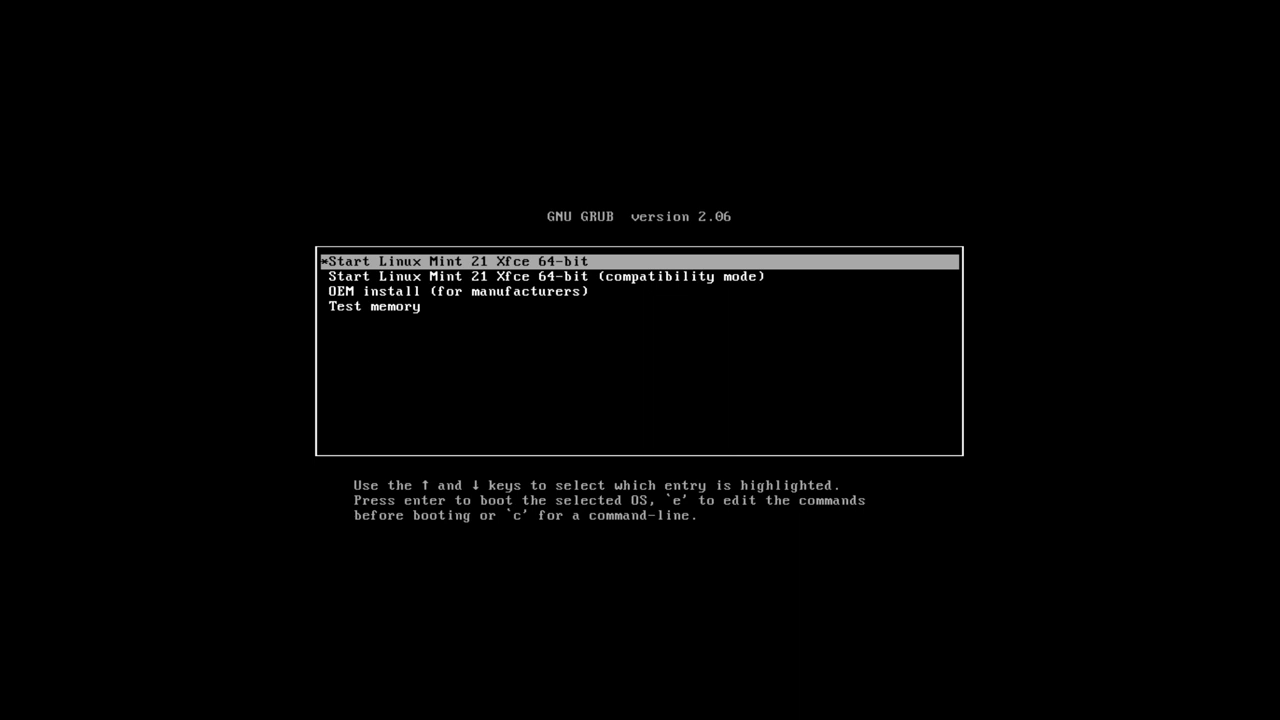 GNU GRUB  version 2.06
*Start Linux Mint 21 Xfce 64-bit
Start Linux Mint 21 Xfce 64-bit (compatibility mode)
OEM install (for manufacturers)
Test memory
Use the ↑ and ↓ keys to select which entry is highlighted.
Press enter to boot the selected OS, `e' to edit the commands
before booting or `c' for a command-line.